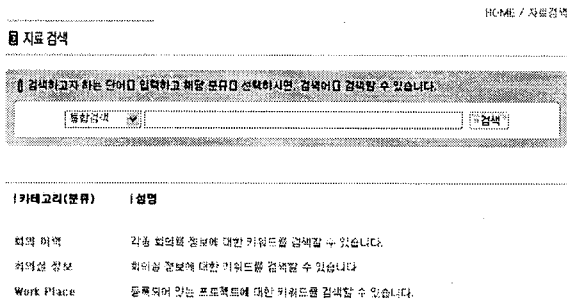 HOME / 자료검색
자료 검색
검색하고자 하는 단어 입력하고 해당 분류 선택하시면, 검색어 검색할 수 있습니다.
통합검색 검색
카테고리(분류) 설명
회의 각종 회의록 정보에 대한 키워드를 검색할 수 있습니다.
회의실 정보 회의실 정보에 대한 키워드를 검색할 수 있습니다
Work Place 등록되어 있는 프로젝트에 대한 키워드를 검색할 수 있습니다.